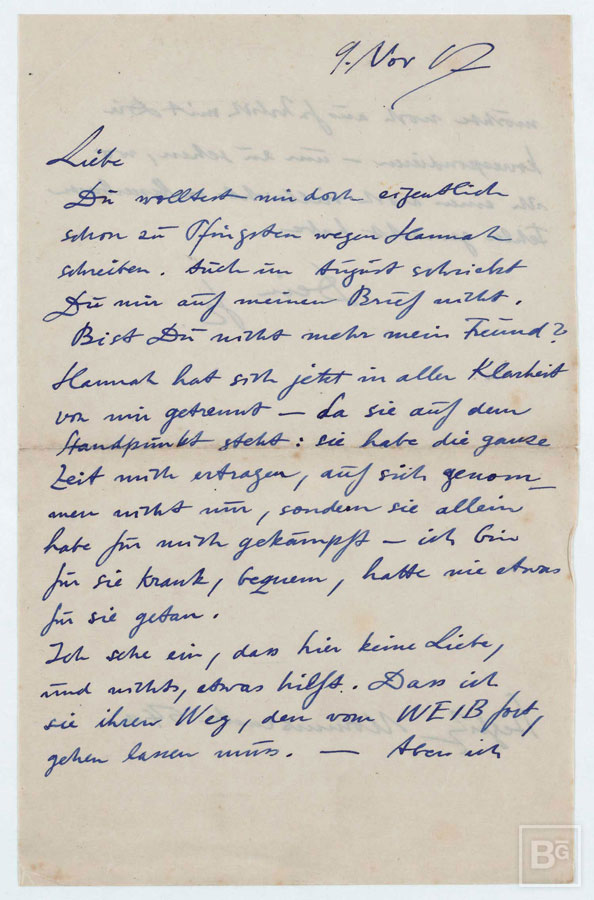 9. Nov 17
Liebe
Du wolltest mir doch eigentlich
schon zu Pfingsten wegen Hannah
schreiben. Auch im August schriebst
Du mir auf meinen Brief nicht.
Bist Du nicht mehr mein Freund?
Hannah hat sich jetzt in aller Klarheit
von mir getrennt — da sie auf dem
Standpunkt steht: sie habe die ganze
Zeit mich ertragen, auf sich genom–
men nicht nur, sondern sie allein
habe für mich gekämpft – ich bin
für sie krank, bequem, hatte nie etwas
für sie getan.
Ich sehe ein, dass hier keine Liebe,
und nichts, etwas hilft. Dass ich
sie ihren Weg, den vom WEIB fort,
gehen lassen muss. — Aber ich
BG